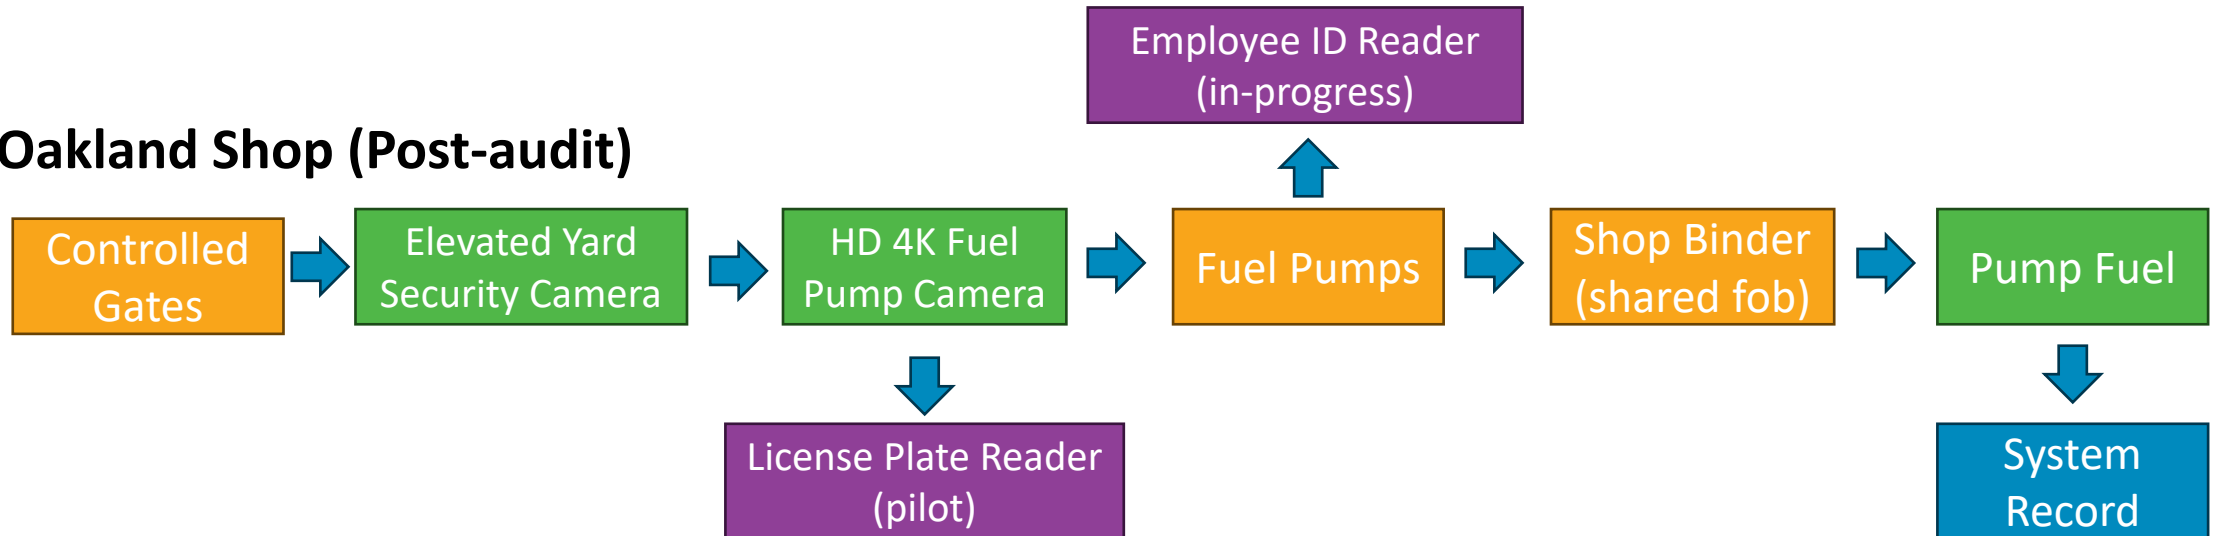 Employee ID Reader
(in-progress)
Oakland Shop (Post-audit)
Controlled
Gates
Elevated Yard
Security Camera
HD 4K Fuel
Pump Camera
Fuel Pumps
Shop Binder
(shared fob)
Pump Fuel
License Plate Reader
(pilot)
System
Record